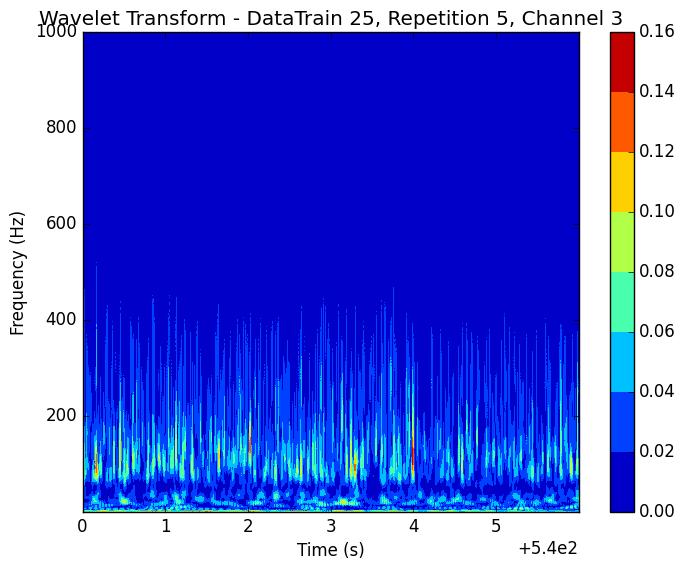 Wavelet Transform - DataTrain 25, Repetition 5, Channel 3
1000
800
600
400
200
Frequency (Hz)
0 1 2 3 4 5
Time (s)
+5.4e2
0.16
0.14
0.12
0.10
0.08
0.06
0.04
0.02
0.00